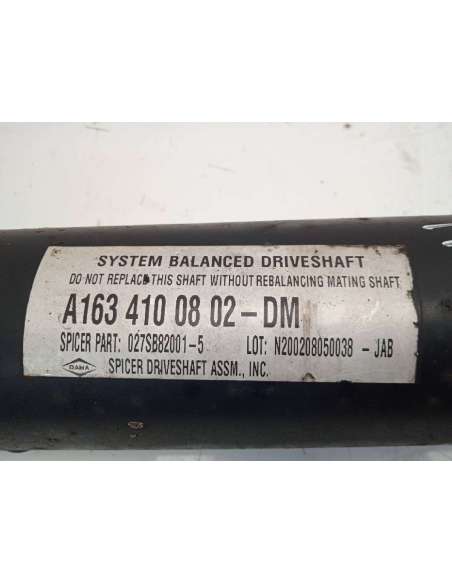 SYSTEM BALANCED DRIVESHAFT
DO NOT REPLACE THIS SHAFT WITHOUT REBALANCING MATING SHAFT
A163 410 08 02-DM
SPICER PART: 027SB82001-5 LOT: N200208050038 - JAB
DANA SPICER DRIVESHAFT ASSM., INC.